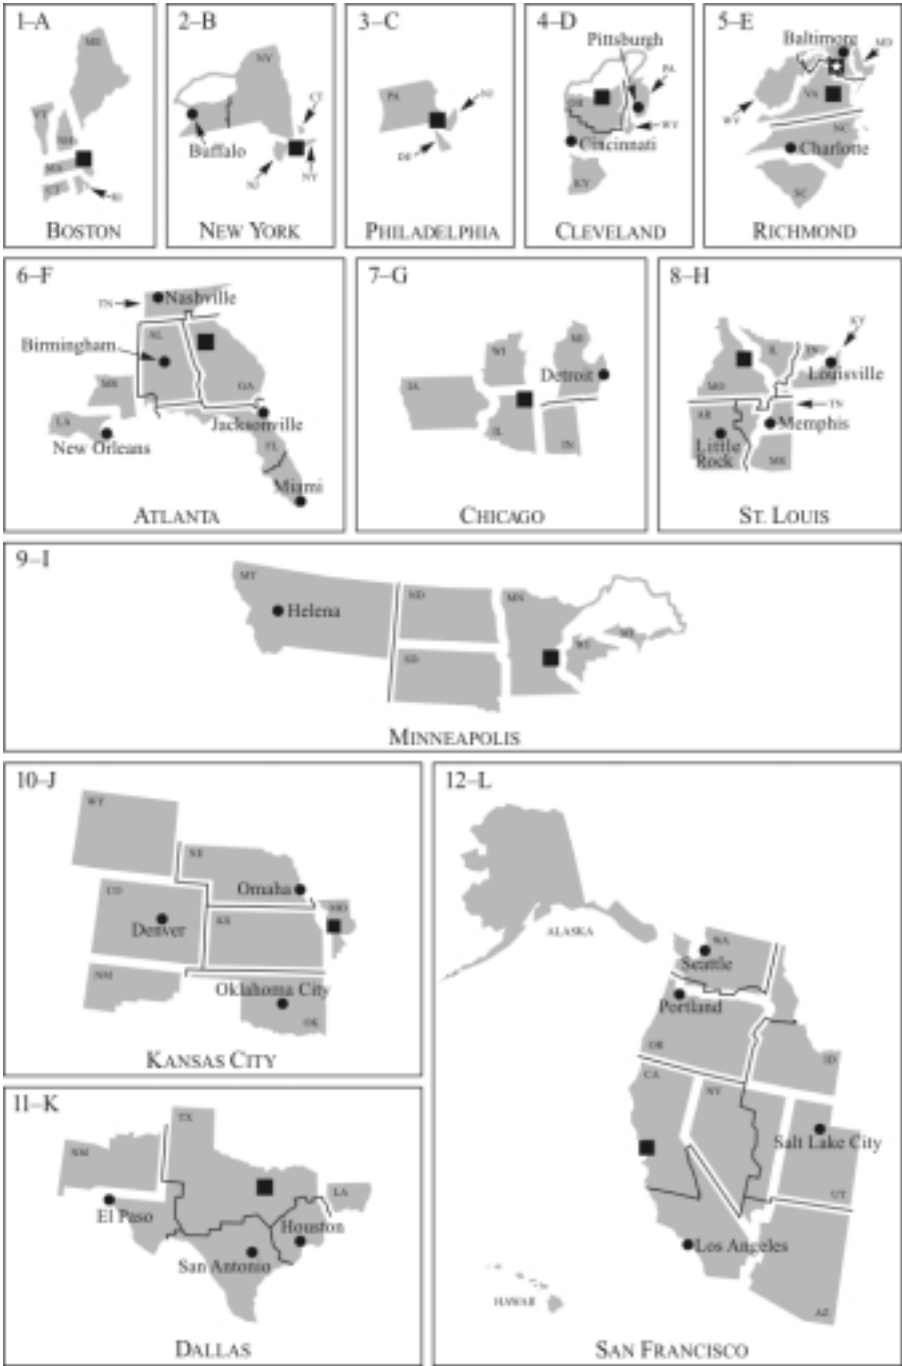 1–A
ME
VT
NH
MA
CT
RI
BOSTON
2–B
NY
CT
Buffalo
NJ
NY
NEW YORK
3–C
PA
NJ
DE
PHILADELPHIA
4–D
Pittsburgh
PA
OH
WV
Cincinnati
KY
CLEVELAND
5–E
Baltimore
MD
VA
WV
NC
Charlotte
SC
RICHMOND
6–F
TN
Nashville
AL
Birmingham
MS
GA
LA
Jacksonville
New Orleans
FL
Miami
ATLANTA
7–G
WI
MI
IA
Detroit
IL
IN
CHICAGO
8–H
KY
IL
IN
Louisville
MO
TN
AR
Memphis
Little
Rock
MS
ST. LOUIS
9–I
MT
ND
MN
Helena
MI
WI
SD
MINNEAPOLIS
10–J
WY
NE
CO
Omaha
MO
KS
Denver
NM
Oklahoma City
OK
KANSAS CITY
11–K
TX
NM
LA
El Paso
Houston
San Antonio
DALLAS
12–L
ALASKA
WA
Seattle
Portland
OR
ID
CA
NV
Salt Lake City
UT
Los Angeles
HAWAII
AZ
SAN FRANCISCO